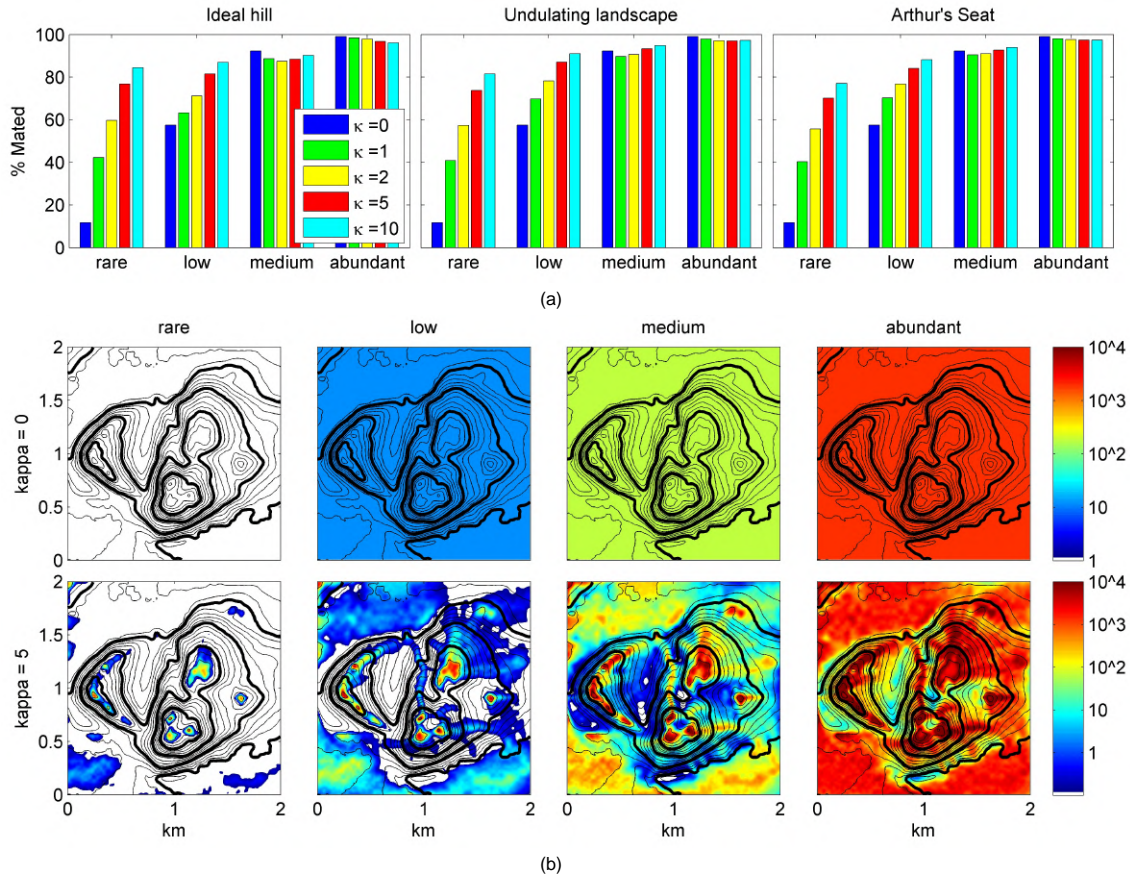 Ideal hill
Undulating landscape
Arthur's Seat
% Mated
100
80
60
40
20
0
κ =0
κ =1
κ =2
κ =5
κ =10
rare low medium abundant
rare low medium abundant
rare low medium abundant
(a)
rare low medium abundant
kappa = 0
2
1.5
1
0.5
0
10^4
10^3
10^2
10
1
kappa = 5
2
1.5
1
0.5
0
0 1 2
0 1 2
0 1 2
0 1 2
km km km km
10^4
10^3
10^2
10
1
(b)